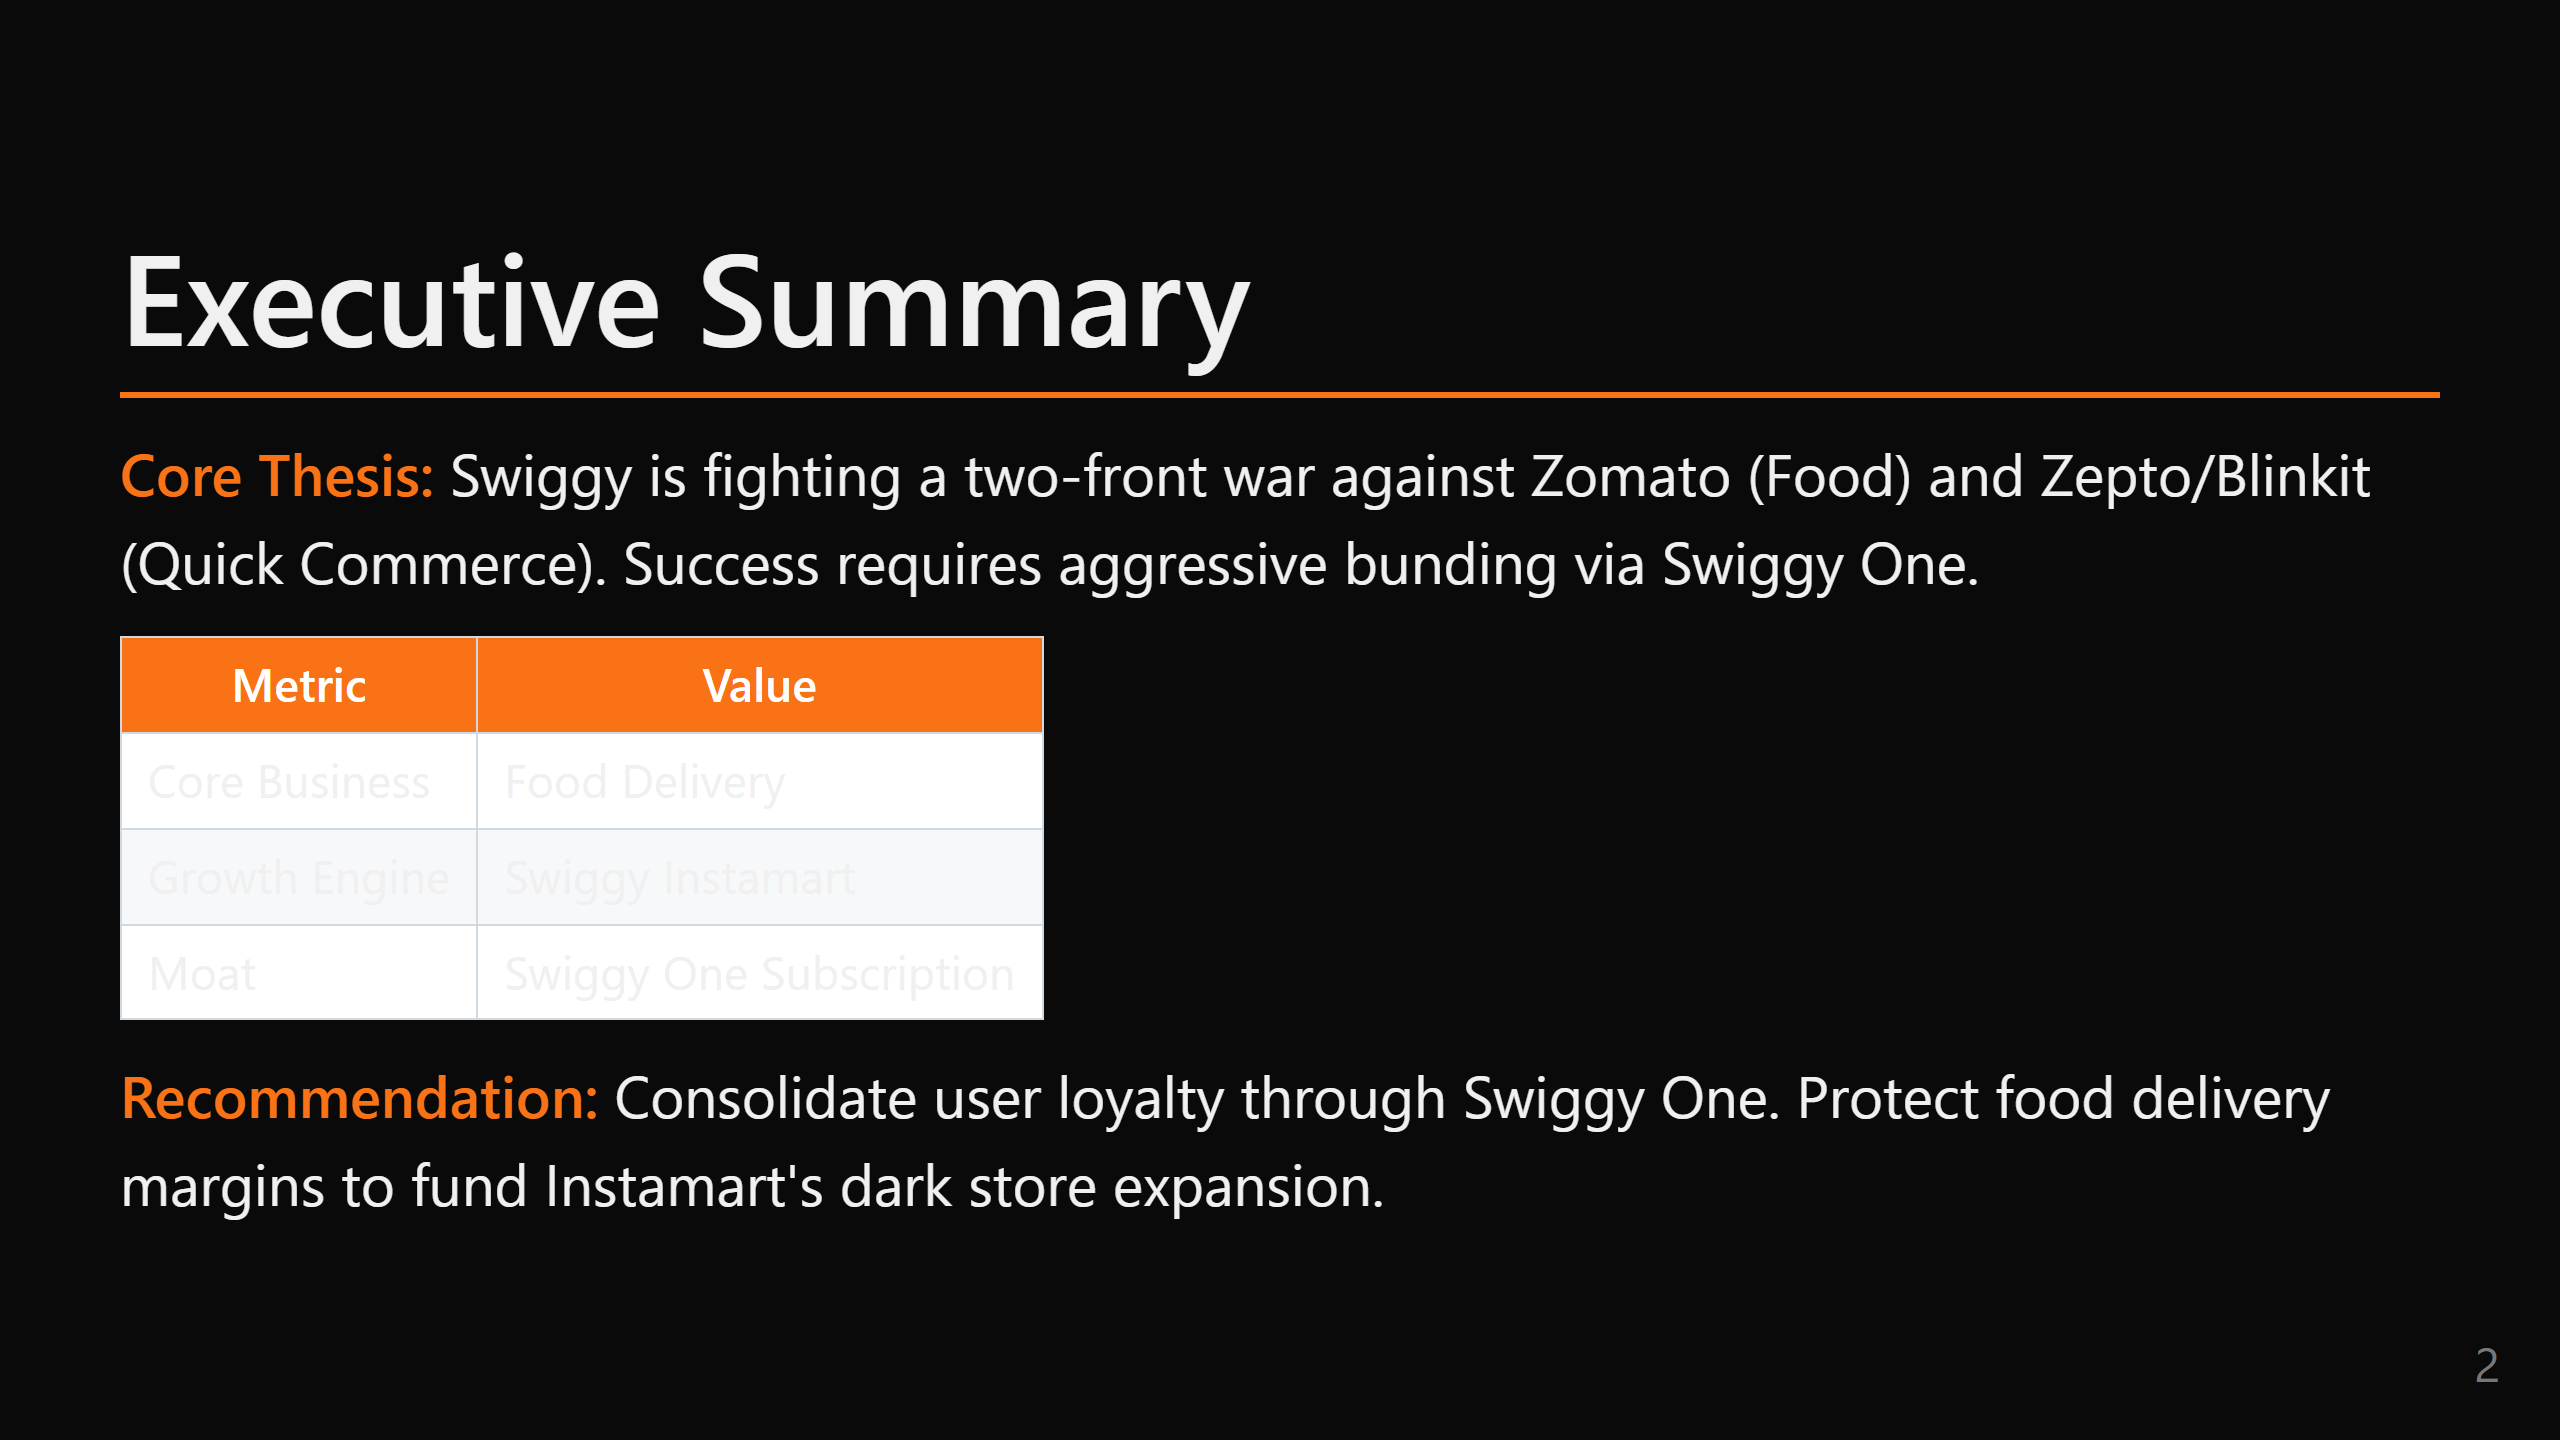 Executive Summary
Core Thesis: Swiggy is fighting a two-front war against Zomato (Food) and Zepto/Blinkit
(Quick Commerce). Success requires aggressive bunding via Swiggy One.
Metric Value
Core Business Food Delivery
Growth Engine Swiggy Instamart
Moat Swiggy One Subscription
Recommendation: Consolidate user loyalty through Swiggy One. Protect food delivery
margins to fund Instamart's dark store expansion.
2